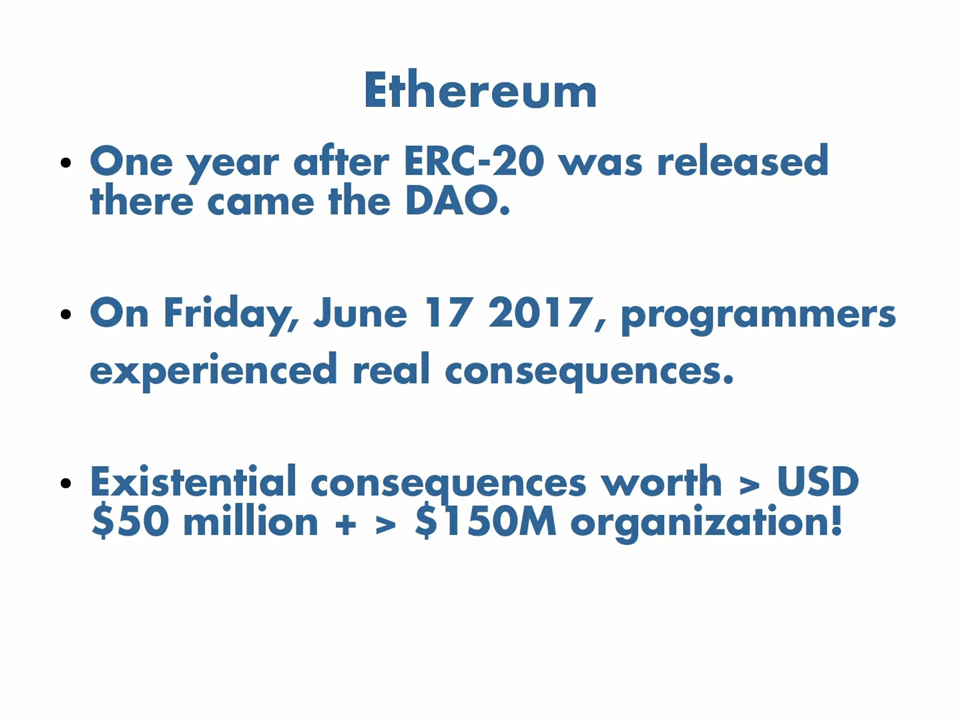 Ethereum
• One year after ERC-20 was released
there came the DAO.
• On Friday, June 17 2017, programmers
experienced real consequences.
• Existential consequences worth > USD
$50 million + > $150M organization!